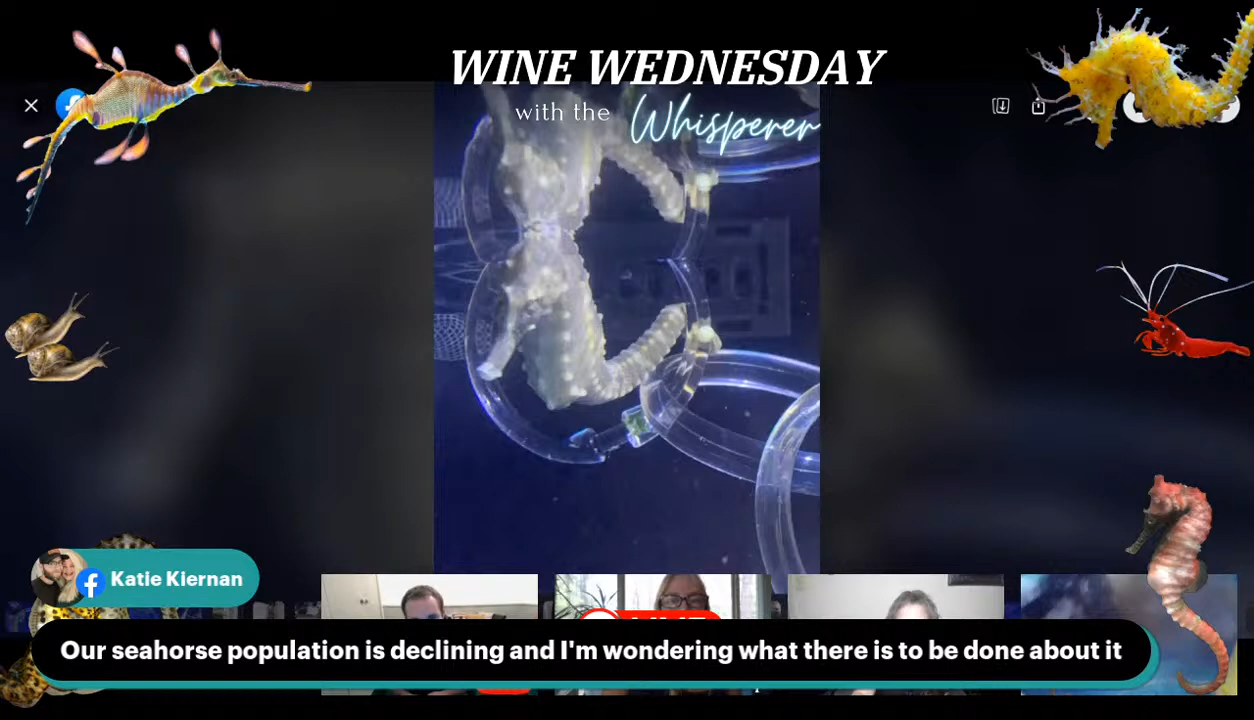 WINE WEDNESDAY
with the Whisperer
Katie Kiernan
Our seahorse population is declining and I'm wondering what there is to be done about it